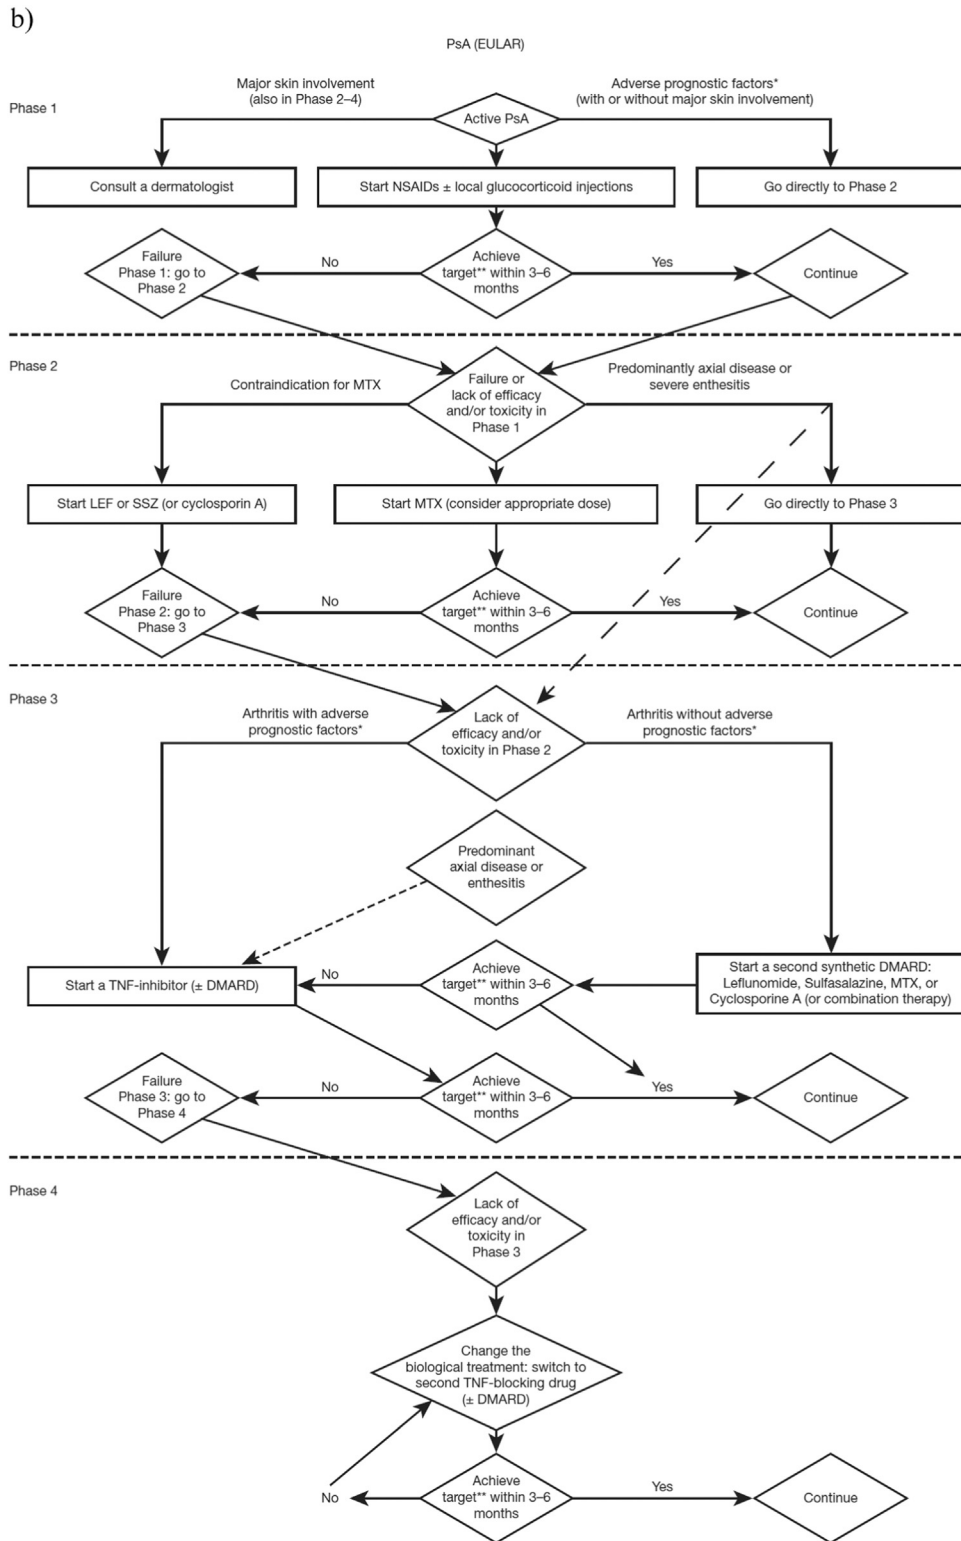 b)
PsA (EULAR)
Phase 1
Major skin involvement
(also in Phase 2–4)
Active PsA
Adverse prognostic factors*
(with or without major skin involvement)
Consult a dermatologist
Start NSAIDs ± local glucocorticoid injections
Go directly to Phase 2
Failure
Phase 1: go to
Phase 2
No
Achieve
target** within 3–6
months
Yes
Continue
Phase 2
Contraindication for MTX
Failure or
lack of efficacy
and/or toxicity in
Phase 1
Predominantly axial disease or
severe enthesitis
Start LEF or SSZ (or cyclosporin A)
Start MTX (consider appropriate dose)
Go directly to Phase 3
Failure
Phase 2: go to
Phase 3
No
Achieve
target** within 3–6
months
Yes
Continue
Phase 3
Arthritis with adverse
prognostic factors*
Lack of
efficacy and/or
toxicity in Phase 2
Arthritis without adverse
prognostic factors*
Predominant
axial disease or
enthesitis
Start a TNF-inhibitor (± DMARD)
No
Achieve
target** within 3–6
months
Start a second synthetic DMARD:
Leflunomide, Sulfasalazine, MTX, or
Cyclosporine A (or combination therapy)
Failure
Phase 3: go to
Phase 4
No
Achieve
target** within 3–6
months
Yes
Continue
Phase 4
Lack of
efficacy and/or
toxicity in
Phase 3
Change the
biological treatment: switch to
second TNF-blocking drug
(± DMARD)
No
Achieve
target** within 3–6
months
Yes
Continue